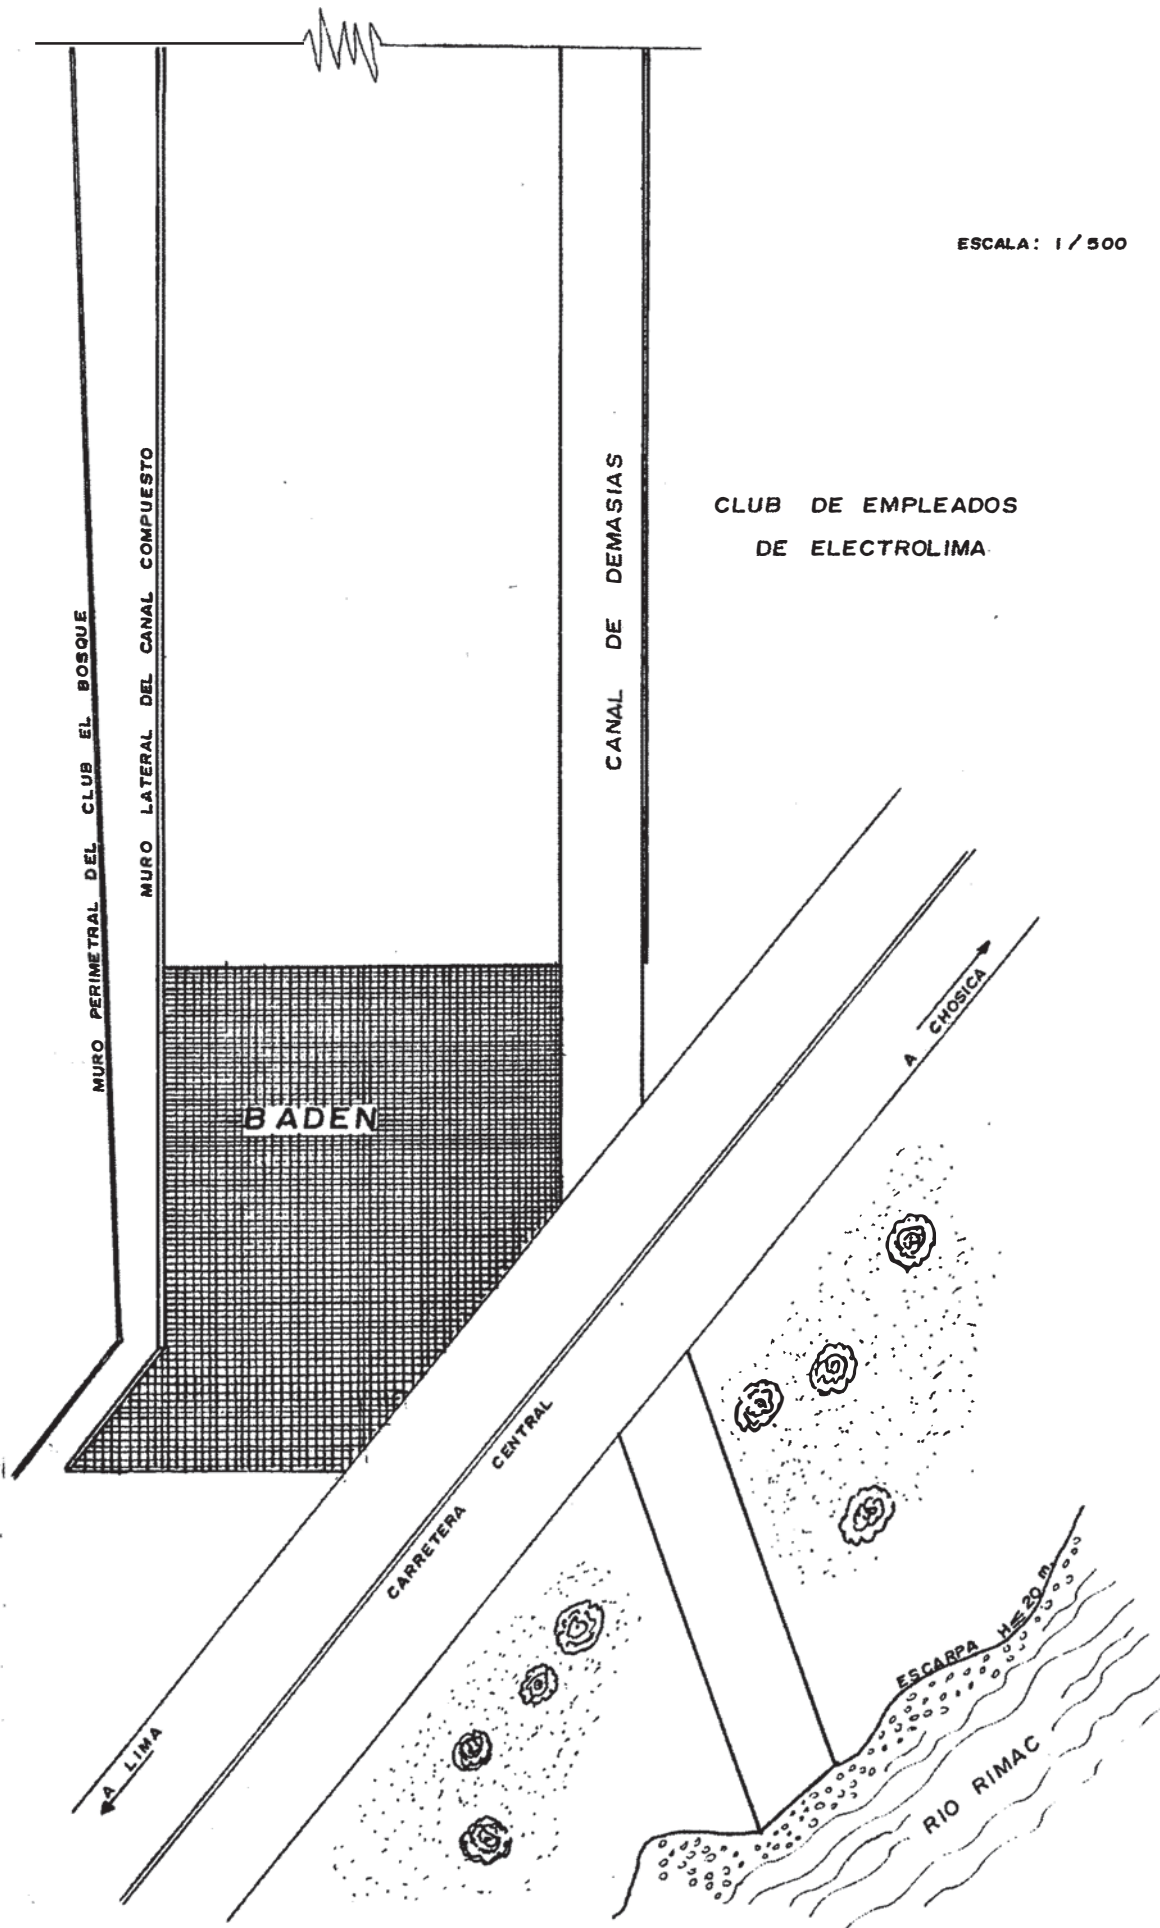 ESCALA: 1/500
CLUB DE EMPLEADOS
DE ELECTROLIMA
MURO PERIMETRAL DEL CLUB EL BOSQUE
MURO LATERAL DEL CANAL COMPUESTO
CANAL DE DEMASIAS
BADEN
A CHOSICA
CARRETERA CENTRAL
A LIMA
ESCARPA H≤20 m.
RIO RIMAC